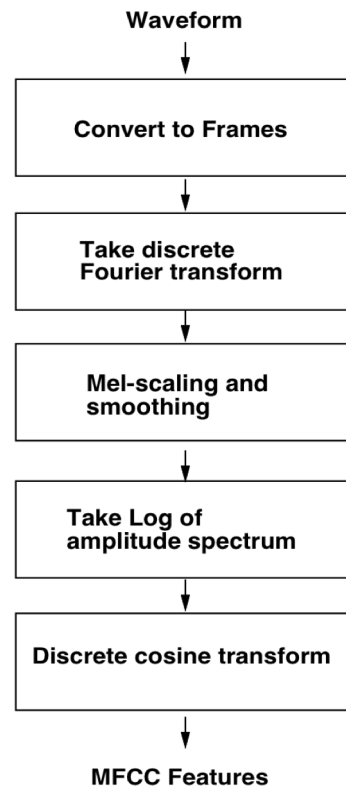 Waveform
Convert to Frames
Take discrete
Fourier transform
Mel-scaling and
smoothing
Take Log of
amplitude spectrum
Discrete cosine transform
MFCC Features